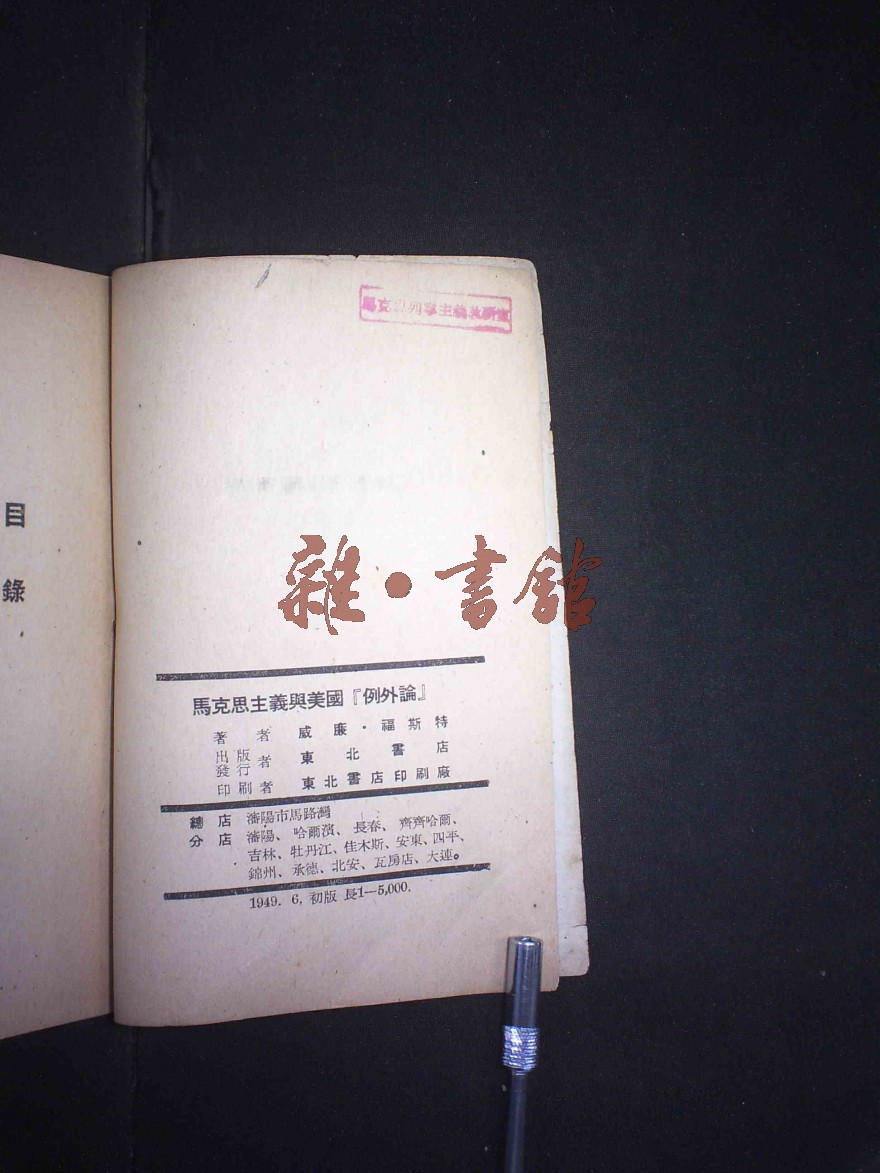 馬克思列寧主義教研室
目錄
雜·書館
馬克思主義與美國『例外論』
著者 威廉·福斯特
出版
發行者 東北書店
印刷者 東北書店印刷廠
總店 瀋陽市馬路灣
分店 瀋陽、哈爾濱、長春、齊齊哈爾、
吉林、牡丹江、佳木斯、安東、四平、
錦州、承德、北安、瓦房店、大連。
1949. 6. 初版 長1—5,000.